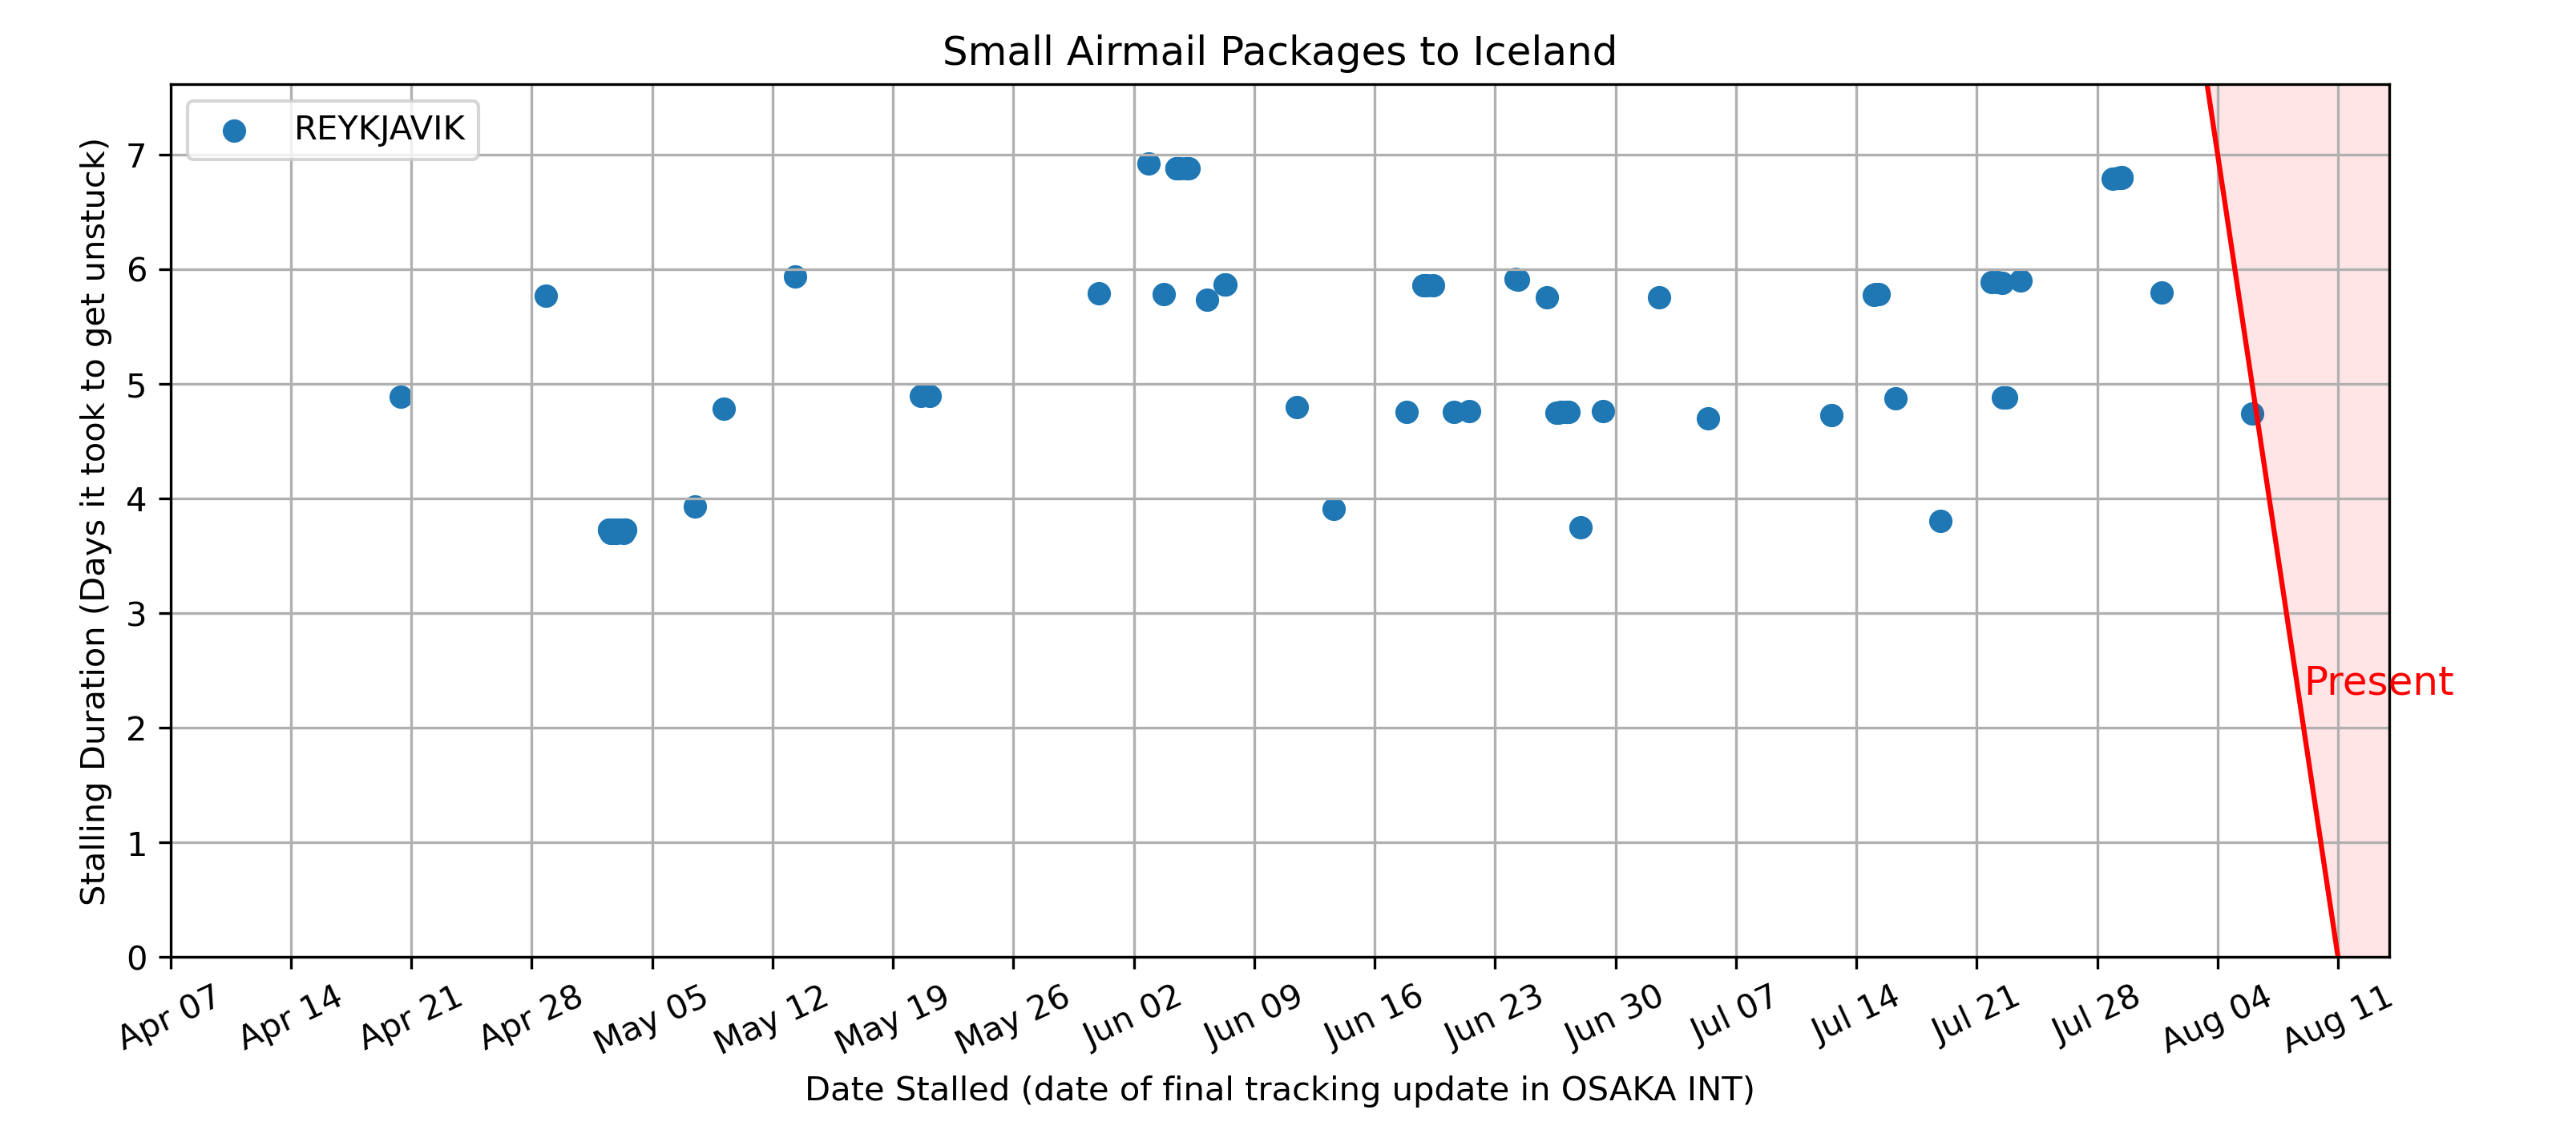 Small Airmail Packages to Iceland
REYKJAVIK
Stalling Duration (Days it took to get unstuck)
7
6
5
4
3
2
1
0
Present
Apr 07
Apr 14
Apr 21
Apr 28
May 05
May 12
May 19
May 26
Jun 02
Jun 09
Jun 16
Jun 23
Jun 30
Jul 07
Jul 14
Jul 21
Jul 28
Aug 04
Aug 11
Date Stalled (date of final tracking update in OSAKA INT)